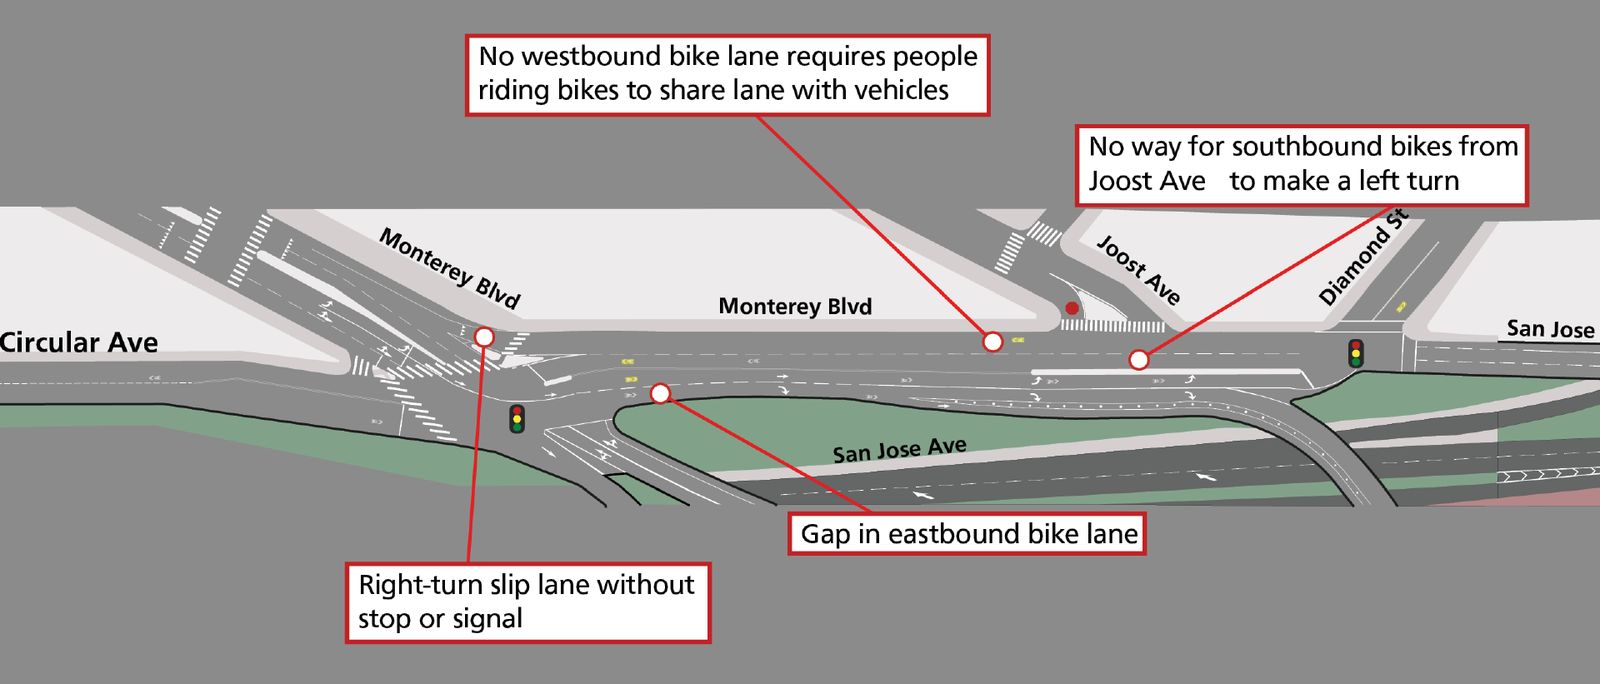 No westbound bike lane requires people
riding bikes to share lane with vehicles
No way for southbound bikes from
Joost Ave to make a left turn
Monterey Blvd
Monterey Blvd
Joost Ave
Diamond St
San Jose
Circular Ave
San Jose Ave
Gap in eastbound bike lane
Right-turn slip lane without
stop or signal